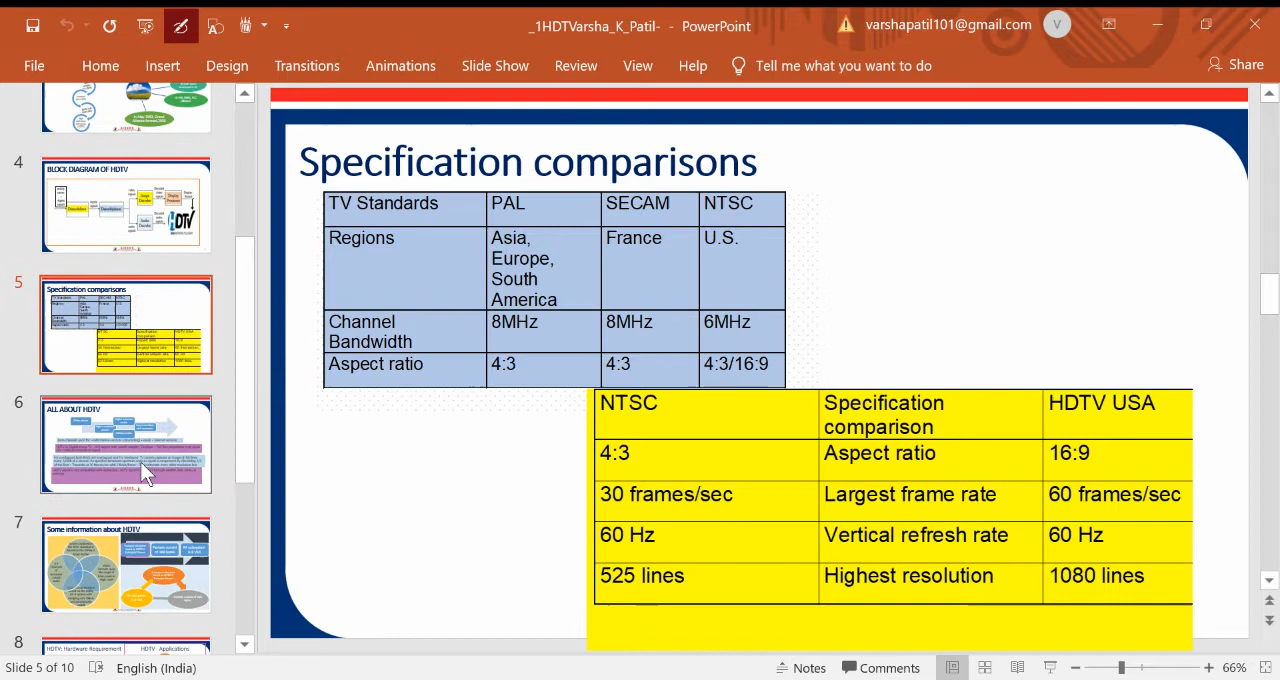 _1HDTVarsha_K_Patil- - PowerPoint
varshapatil101@gmail.com
V
File Home Insert Design Transitions Animations Slide Show Review View Help Tell me what you want to do Share
4
BLOCK DIAGRAM OF HDTV
5
Specification comparisons
6
ALL ABOUT HDTV
7
Some information about HDTV
8
HDTV: Hardware Requirement HDTV Applications
Specification comparisons
TV Standards PAL SECAM NTSC
Regions Asia, France U.S.
Europe,
South
America
Channel 8MHz 8MHz 6MHz
Bandwidth
Aspect ratio 4:3 4:3 4:3/16:9
NTSC Specification HDTV USA
comparison
4:3 Aspect ratio 16:9
30 frames/sec Largest frame rate 60 frames/sec
60 Hz Vertical refresh rate 60 Hz
525 lines Highest resolution 1080 lines
Slide 5 of 10 English (India) Notes Comments 66%